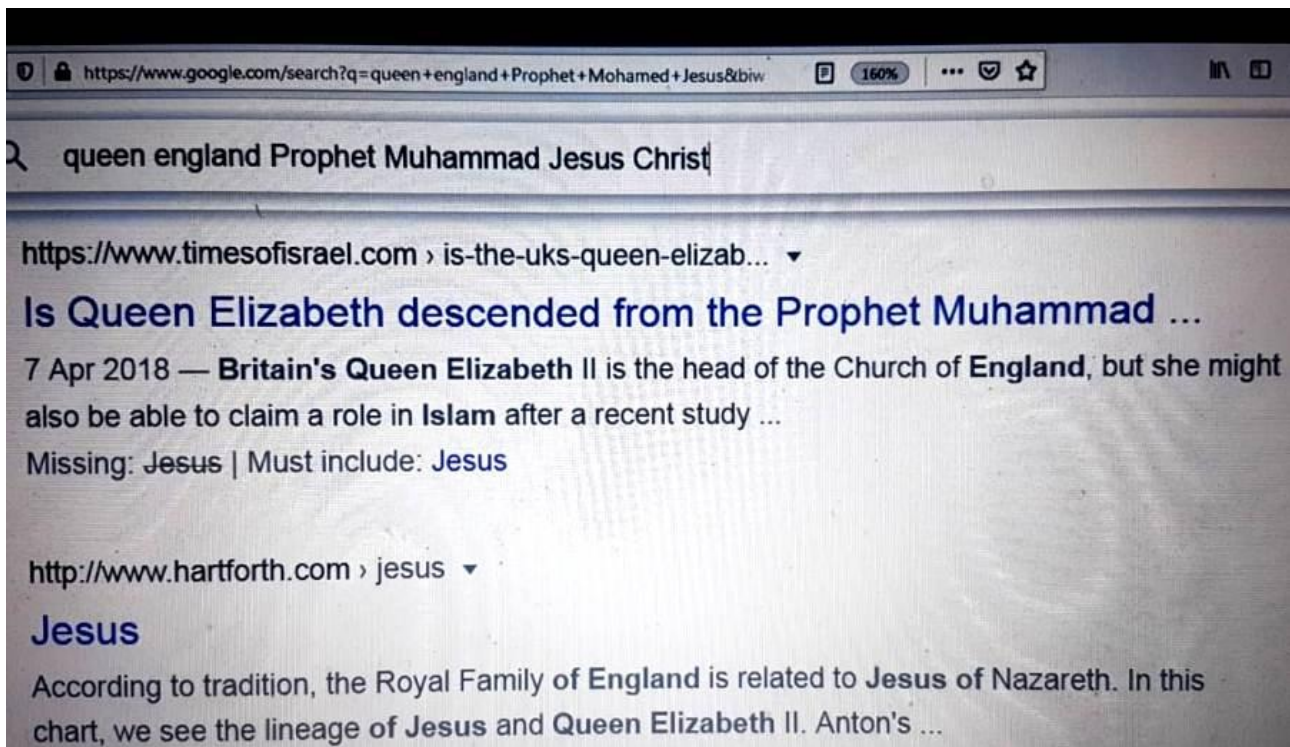 https://www.google.com/search?q=queen+england+Prophet+Mohamed+Jesus&biw 160% ...
queen england Prophet Muhammad Jesus Christ
https://www.timesofisrael.com › is-the-uks-queen-elizab...
Is Queen Elizabeth descended from the Prophet Muhammad ...
7 Apr 2018 — Britain's Queen Elizabeth II is the head of the Church of England, but she might
also be able to claim a role in Islam after a recent study ...
Missing: Jesus | Must include: Jesus
http://www.hartforth.com › jesus
Jesus
According to tradition, the Royal Family of England is related to Jesus of Nazareth. In this
chart, we see the lineage of Jesus and Queen Elizabeth II. Anton's ...